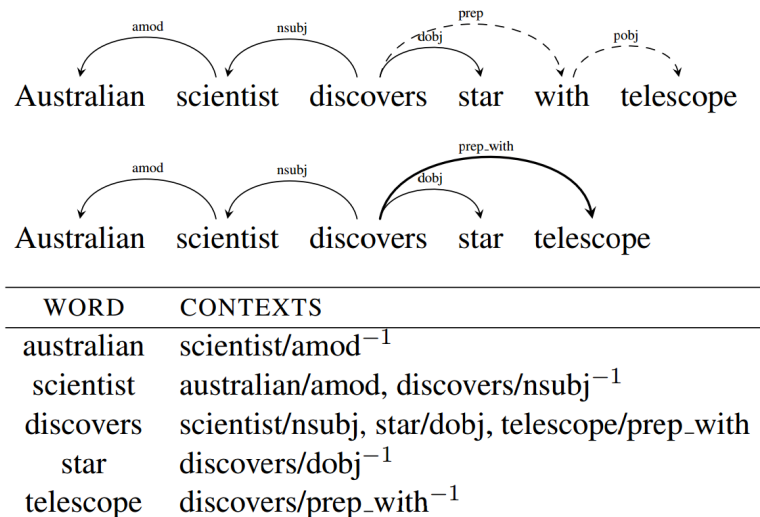 prep
amod nsubj dobj pobj
Australian scientist discovers star with telescope
prep_with
amod nsubj dobj
Australian scientist discovers star telescope
WORD CONTEXTS
australian scientist/amod⁻¹
scientist australian/amod, discovers/nsubj⁻¹
discovers scientist/nsubj, star/dobj, telescope/prep_with
star discovers/dobj⁻¹
telescope discovers/prep_with⁻¹